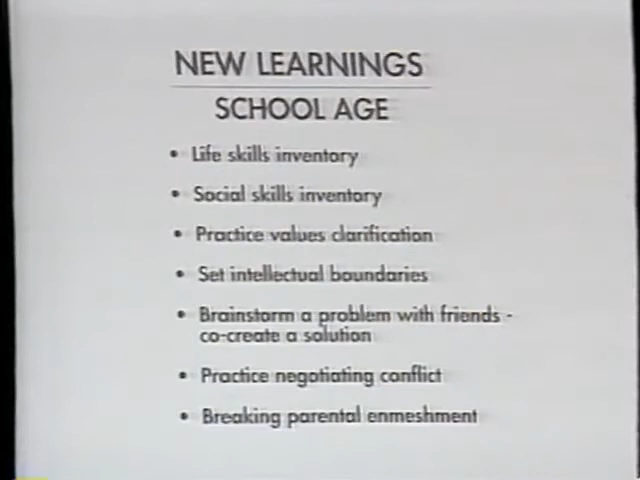 NEW LEARNINGS
SCHOOL AGE
• Life skills inventory
• Social skills inventory
• Practice values clarification
• Set intellectual boundaries
• Brainstorm a problem with friends -
co-create a solution
• Practice negotiating conflict
• Breaking parental enmeshment